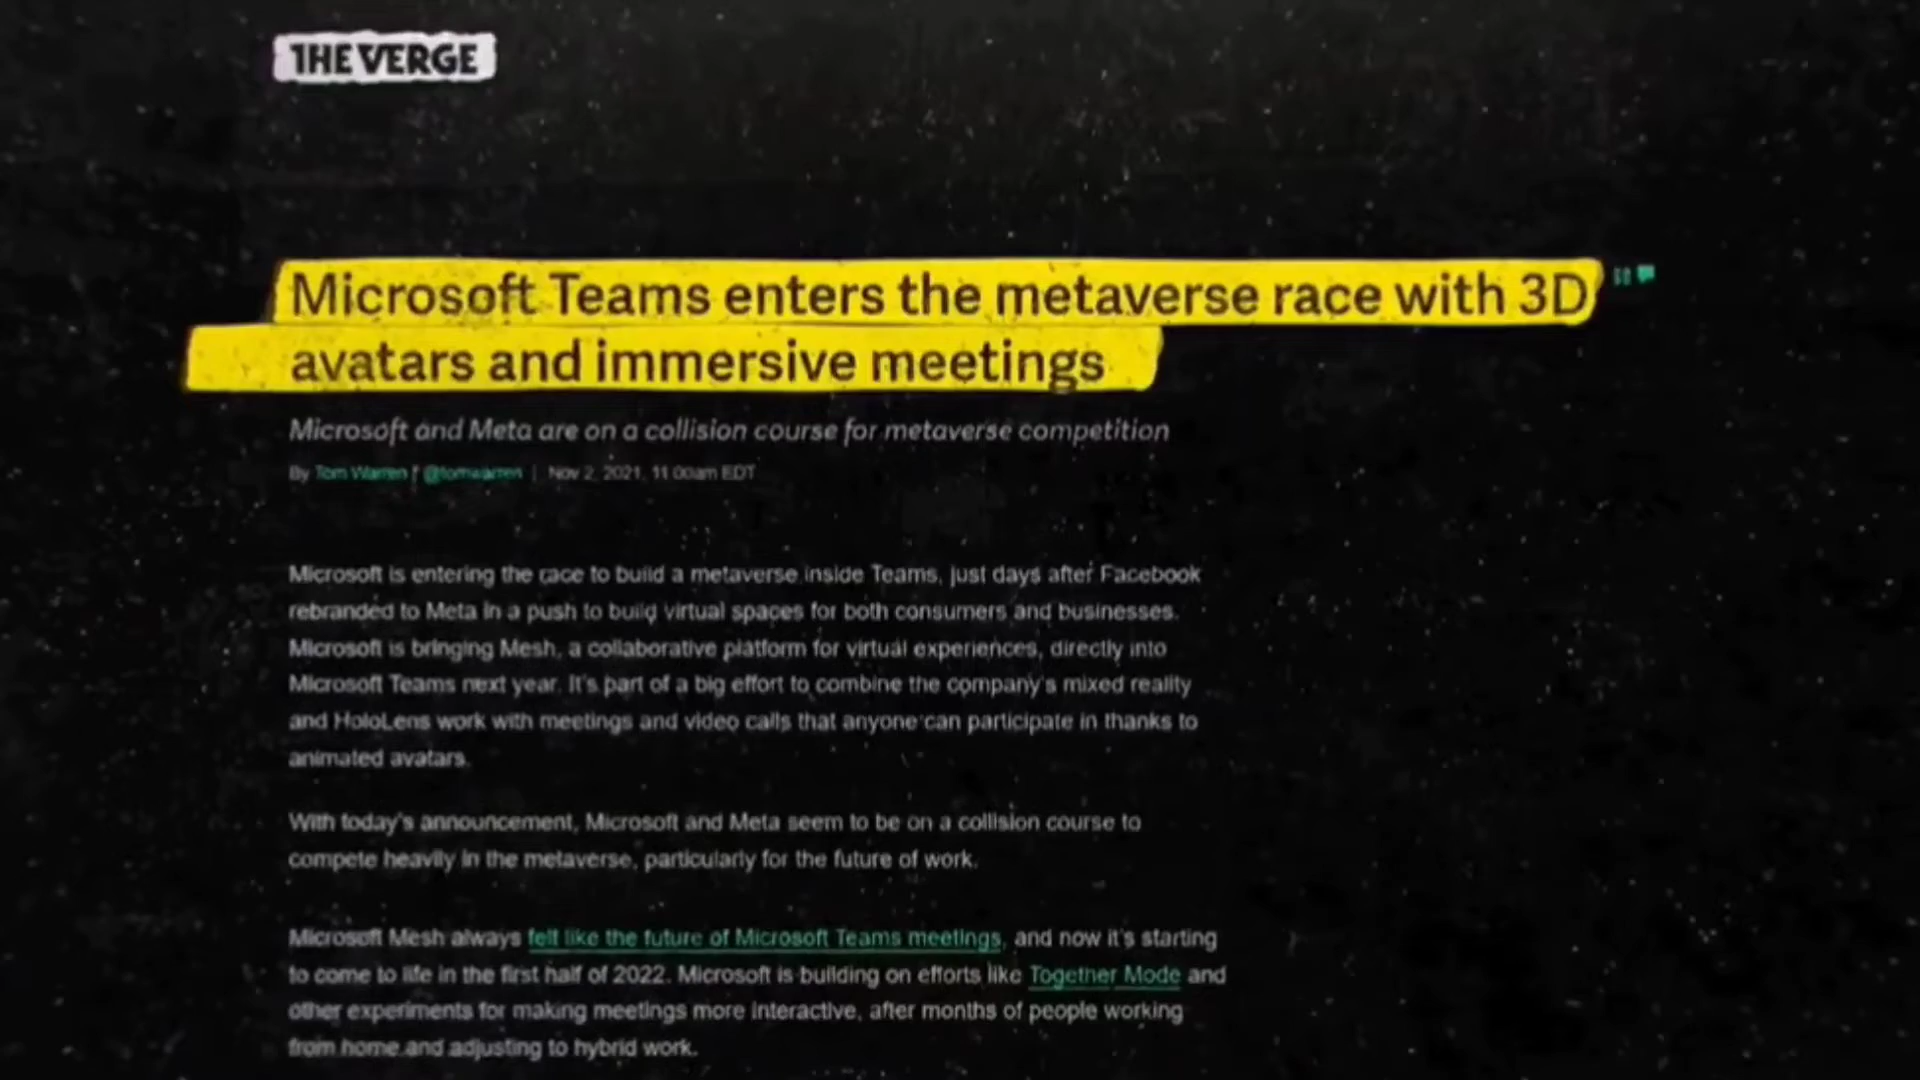 THE VERGE
Microsoft Teams enters the metaverse race with 3D
avatars and immersive meetings
Microsoft and Meta are on a collision course for metaverse competition
By Tom Warren | @tomwarren | Nov 2, 2021, 11:00am EDT
Microsoft is entering the race to build a metaverse inside Teams, just days after Facebook
rebranded to Meta in a push to build virtual spaces for both consumers and businesses.
Microsoft is bringing Mesh, a collaborative platform for virtual experiences, directly into
Microsoft Teams next year. It's part of a big effort to combine the company's mixed reality
and HoloLens work with meetings and video calls that anyone can participate in thanks to
animated avatars.
With today's announcement, Microsoft and Meta seem to be on a collision course to
compete heavily in the metaverse, particularly for the future of work.
Microsoft Mesh always felt like the future of Microsoft Teams meetings, and now it's starting
to come to life in the first half of 2022. Microsoft is building on efforts like Together Mode and
other experiments for making meetings more interactive, after months of people working
from home and adjusting to hybrid work.